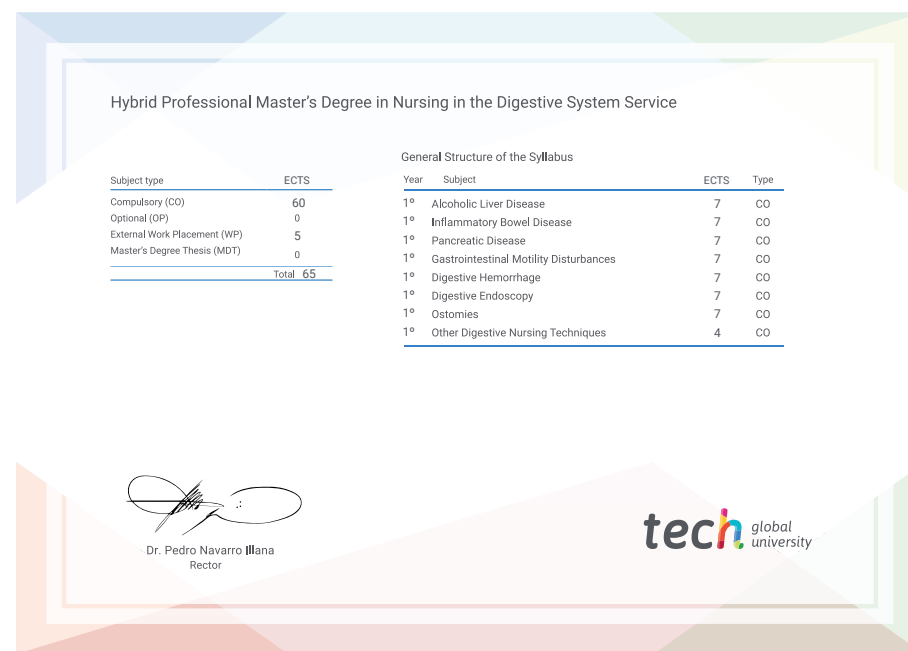 Hybrid Professional Master's Degree in Nursing in the Digestive System Service
Subject type ECTS
Compulsory (CO) 60
Optional (OP) 0
External Work Placement (WP) 5
Master's Degree Thesis (MDT) 0
Total 65
General Structure of the Syllabus
Year Subject ECTS Type
1º Alcoholic Liver Disease 7 CO
1º Inflammatory Bowel Disease 7 CO
1º Pancreatic Disease 7 CO
1º Gastrointestinal Motility Disturbances 7 CO
1º Digestive Hemorrhage 7 CO
1º Digestive Endoscopy 7 CO
1º Ostomies 7 CO
1º Other Digestive Nursing Techniques 4 CO
Dr. Pedro Navarro Illana
Rector
tech global
university